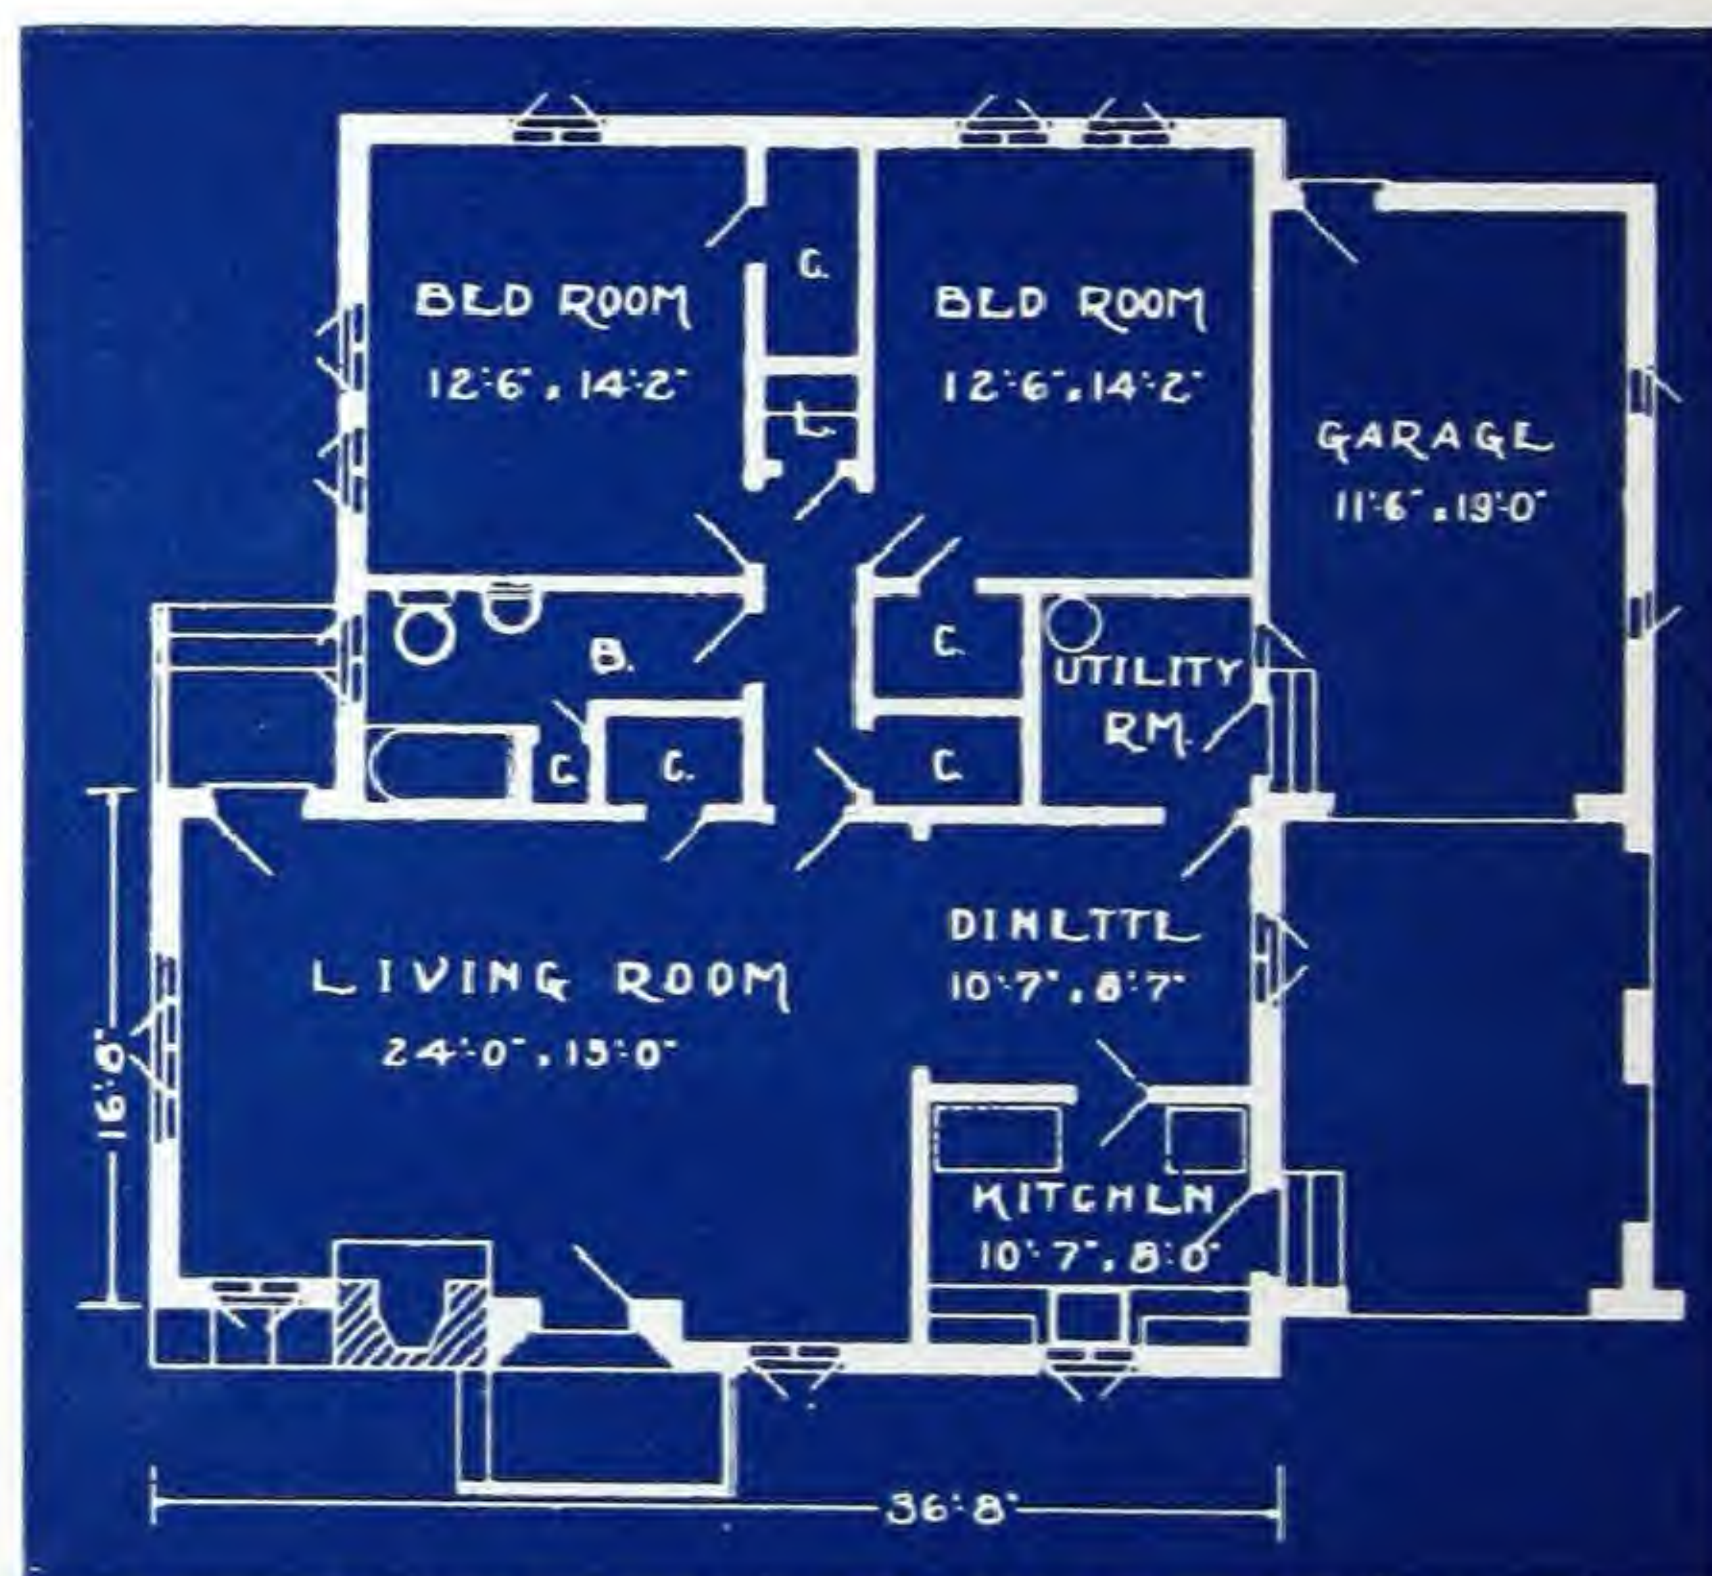 C.
BED ROOM
12'-6" x 14'-2"
BED ROOM
12'-6" x 14'-2"
L.
GARAGE
11'-6" x 19'-0"
B.
C.
UTILITY
RM.
C.
C.
C.
DINETTE
10'-7" x 8'-7"
LIVING ROOM
24'-0" x 15'-0"
16'-8"
KITCHEN
10'-7" x 8'-0"
36'-8"